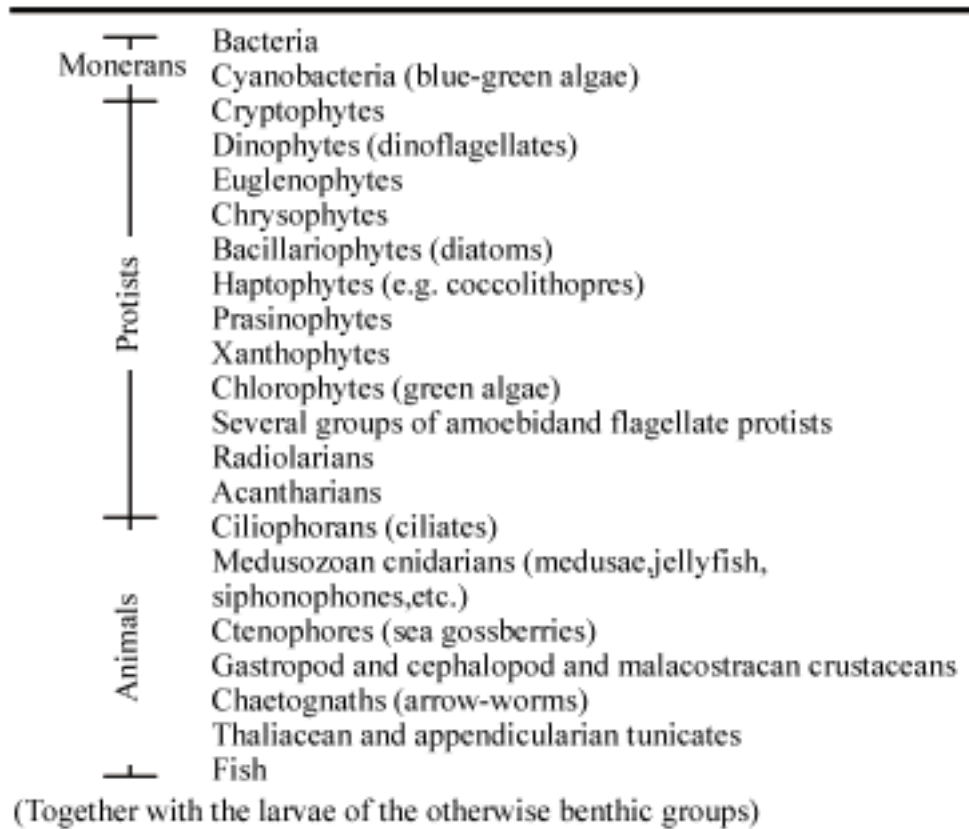 Monerans
Bacteria
Cyanobacteria (blue-green algae)
Protists
Cryptophytes
Dinophytes (dinoflagellates)
Euglenophytes
Chrysophytes
Bacillariophytes (diatoms)
Haptophytes (e.g. coccolithopres)
Prasinophytes
Xanthophytes
Chlorophytes (green algae)
Several groups of amoebidand flagellate protists
Radiolarians
Acantharians
Ciliophorans (ciliates)
Animals
Medusozoan cnidarians (medusae,jellyfish,
siphonophones,etc.)
Ctenophores (sea gossberries)
Gastropod and cephalopod and malacostracan crustaceans
Chaetognaths (arrow-worms)
Thaliacean and appendicularian tunicates
Fish
(Together with the larvae of the otherwise benthic groups)